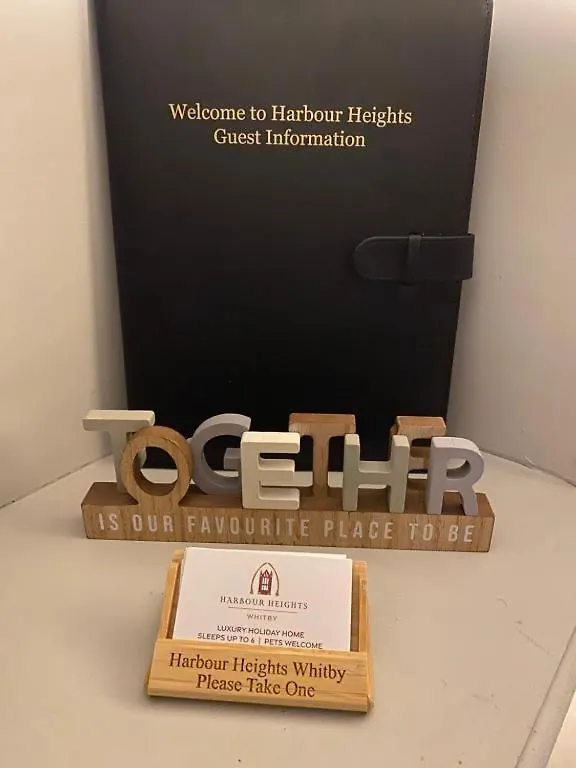 Welcome to Harbour Heights
Guest Information
TOGETHER
IS OUR FAVOURITE PLACE TO BE
HARBOUR HEIGHTS
WHITBY
LUXURY HOLIDAY HOME
SLEEPS UP TO 6 | PETS WELCOME
Harbour Heights Whitby
Please Take One